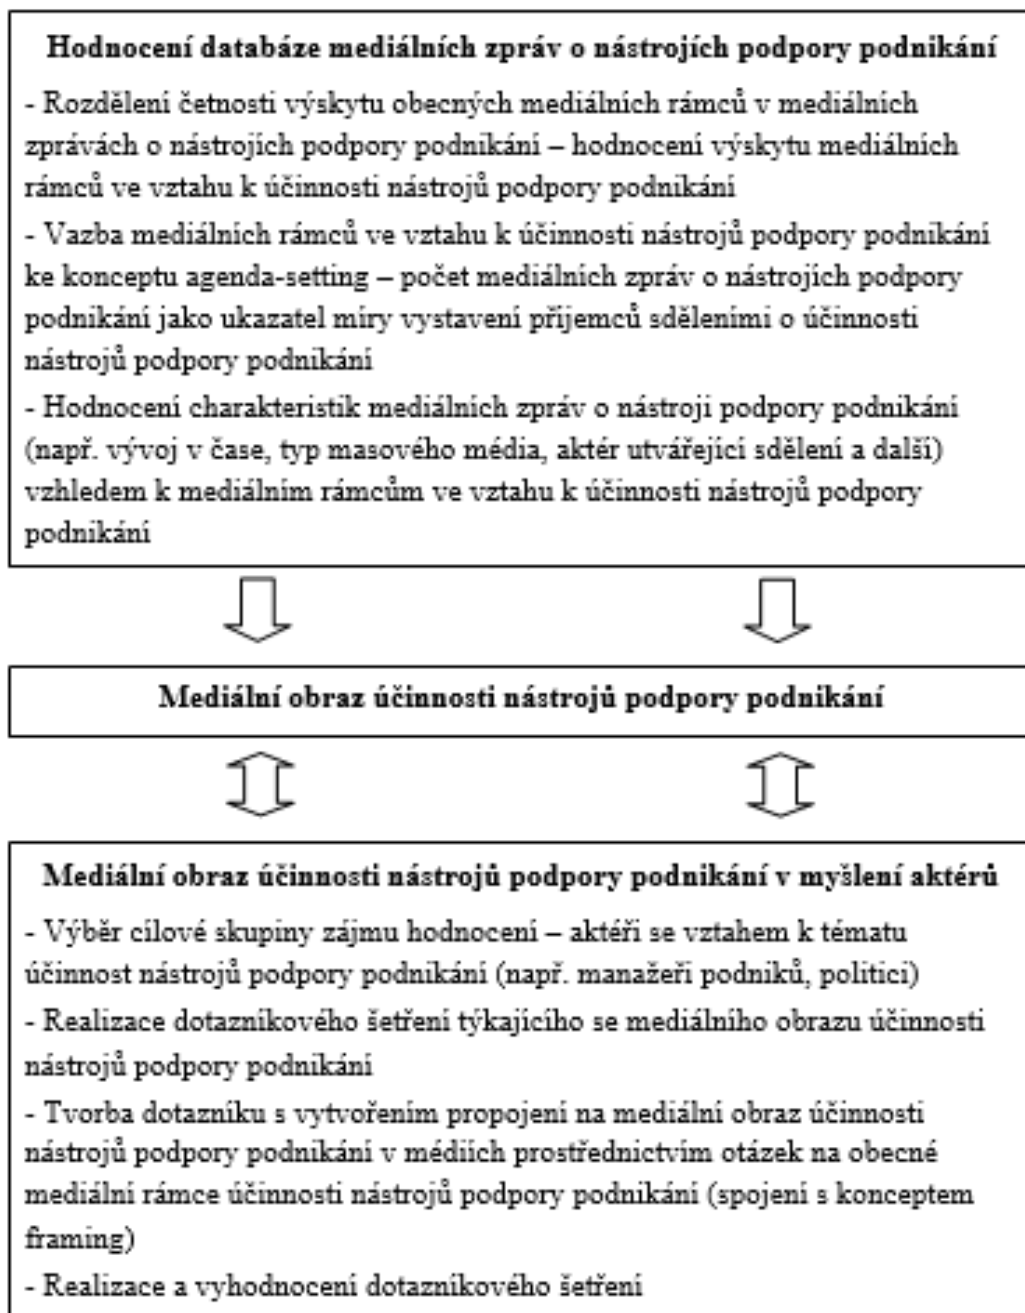 Hodnocení databáze mediálních zpráv o nástrojích podpory podnikání
- Rozdělení četnosti výskytu obecných mediálních rámců v mediálních
zprávách o nástrojích podpory podnikání – hodnocení výskytu mediálních
rámců ve vztahu k účinnosti nástrojů podpory podnikání
- Vazba mediálních rámců ve vztahu k účinnosti nástrojů podpory podnikání
ke konceptu agenda-setting – počet mediálních zpráv o nástrojích podpory
podnikání jako ukazatel míry vystavení příjemců sděleními o účinnosti
nástrojů podpory podnikání
- Hodnocení charakteristik mediálních zpráv o nástroji podpory podnikání
(např. vývoj v čase, typ masového média, aktér utvářející sdělení a další)
vzhledem k mediálním rámcům ve vztahu k účinnosti nástrojů podpory
podnikání
Mediální obraz účinnosti nástrojů podpory podnikání
Mediální obraz účinnosti nástrojů podpory podnikání v myšlení aktérů
- Výběr cílové skupiny zájmu hodnocení – aktéři se vztahem k tématu
účinnost nástrojů podpory podnikání (např. manažeři podniků, politici)
- Realizace dotazníkového šetření týkajícího se mediálního obrazu účinnosti
nástrojů podpory podnikání
- Tvorba dotazníku s vytvořením propojení na mediální obraz účinnosti
nástrojů podpory podnikání v médiích prostřednictvím otázek na obecné
mediální rámce účinnosti nástrojů podpory podnikání (spojení s konceptem
framing)
- Realizace a vyhodnocení dotazníkového šetření